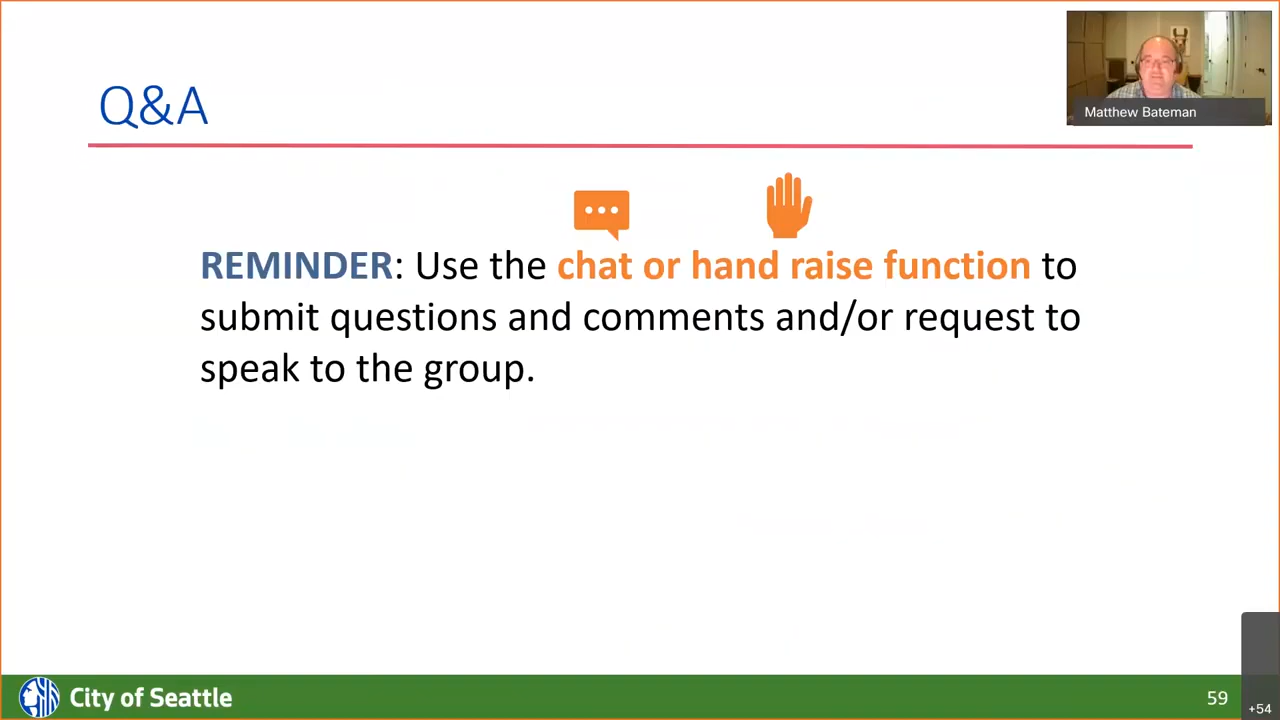 Matthew Bateman
Q&A
REMINDER: Use the chat or hand raise function to
submit questions and comments and/or request to
speak to the group.
City of Seattle
59
+54